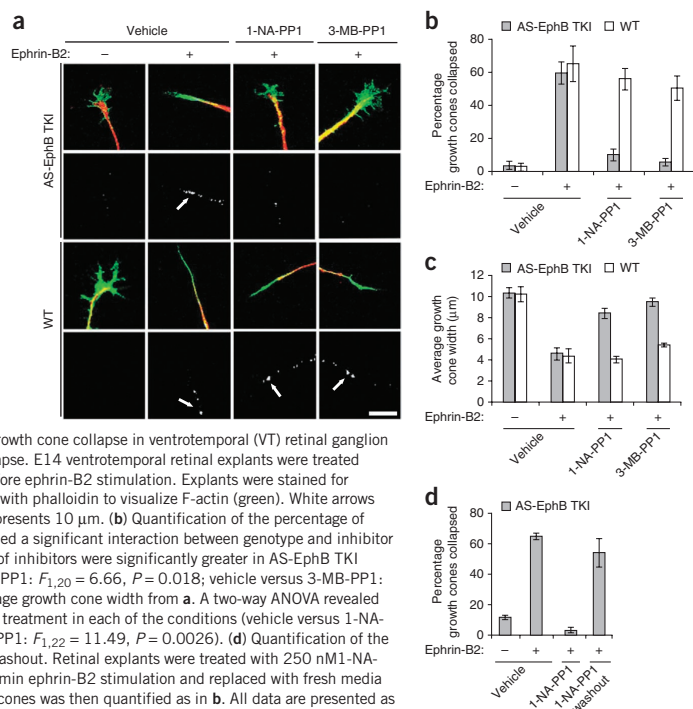 a
Vehicle 1-NA-PP1 3-MB-PP1
Ephrin-B2: – + + +
AS-EphB TKI
WT
rowth cone collapse in ventrotemporal (VT) retinal ganglion
apse. E14 ventrotemporal retinal explants were treated
ore ephrin-B2 stimulation. Explants were stained for
with phalloidin to visualize F-actin (green). White arrows
presents 10 μm. (b) Quantification of the percentage of
ed a significant interaction between genotype and inhibitor
of inhibitors were significantly greater in AS-EphB TKI
PP1: F1,20 = 6.66, P = 0.018; vehicle versus 3-MB-PP1:
ge growth cone width from a. A two-way ANOVA revealed
treatment in each of the conditions (vehicle versus 1-NA-
PP1: F1,22 = 11.49, P = 0.0026). (d) Quantification of the
ashout. Retinal explants were treated with 250 nM1-NA-
min ephrin-B2 stimulation and replaced with fresh media
cones was then quantified as in b. All data are presented as
b
AS-EphB TKI WT
Percentage
growth cones collapsed
80
60
40
20
0
Ephrin-B2: – + + +
Vehicle
1-NA-PP1
3-MB-PP1
c
AS-EphB TKI WT
Average growth
cone width (μm)
12
10
8
6
4
2
0
Ephrin-B2: – + + +
Vehicle
1-NA-PP1
3-MB-PP1
d
AS-EphB TKI
Percentage
growth cones collapsed
80
60
40
20
0
Ephrin-B2: – + + +
Vehicle
1-NA-PP1
1-NA-PP1
washout